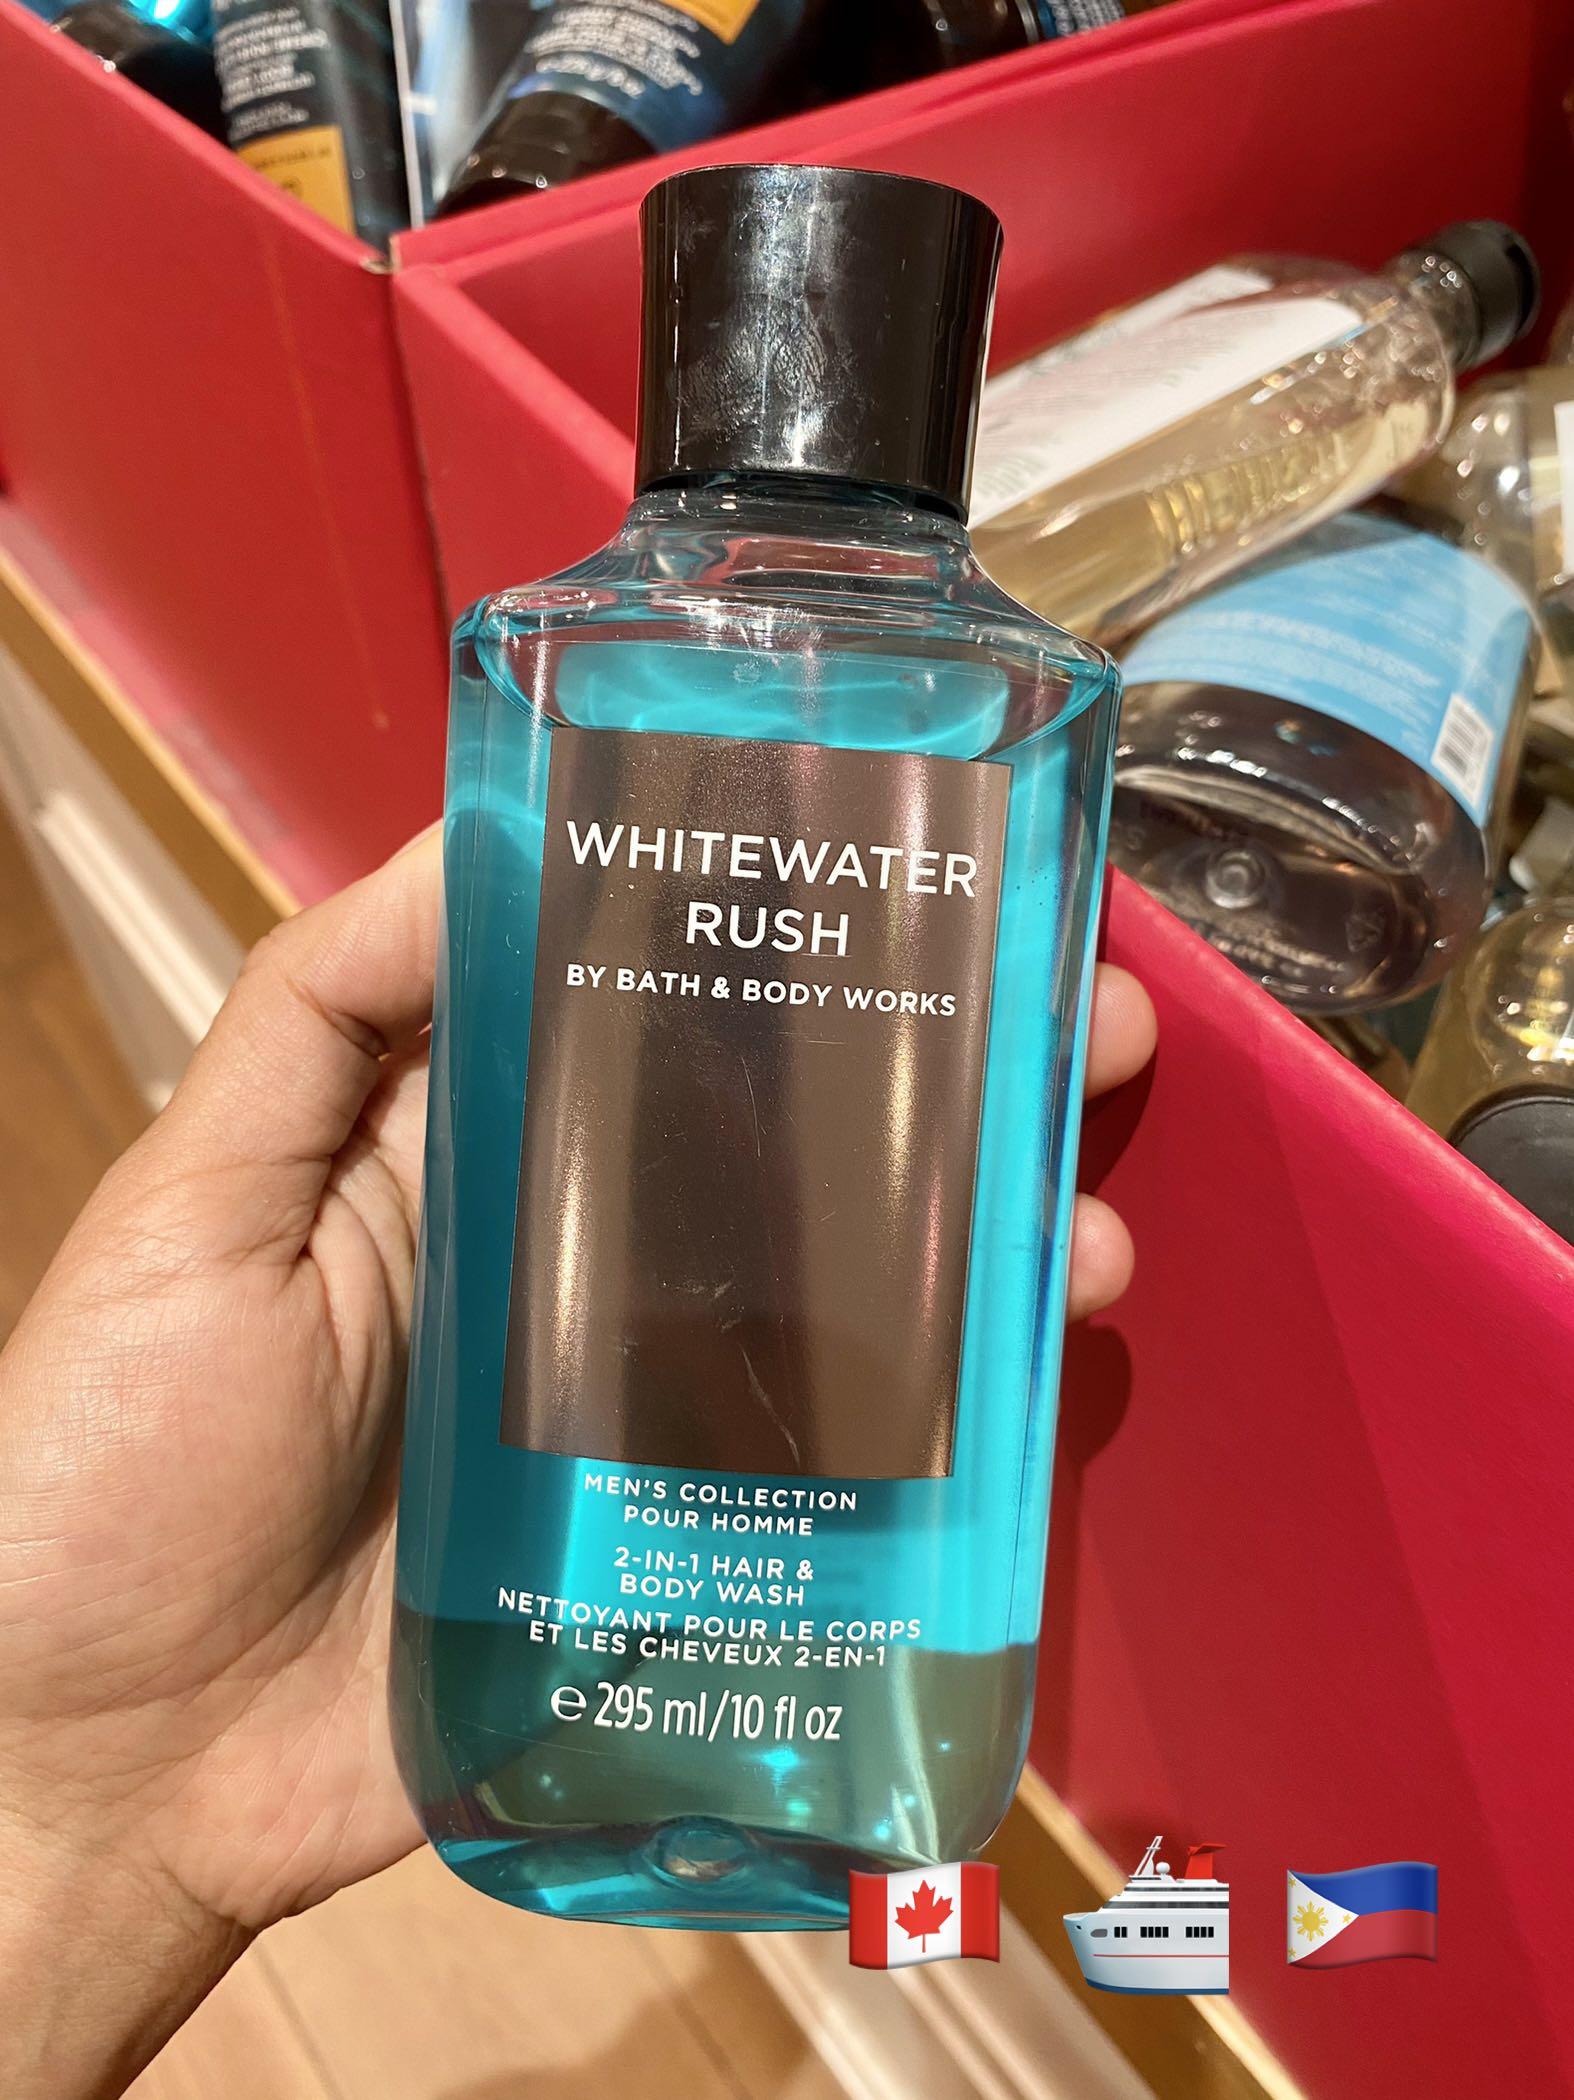 WHITEWATER
RUSH
BY BATH & BODY WORKS
MEN'S COLLECTION
POUR HOMME
2-IN-1 HAIR &
BODY WASH
NETTOYANT POUR LE CORPS
ET LES CHEVEUX 2-EN-1
℮ 295 ml/10 fl oz